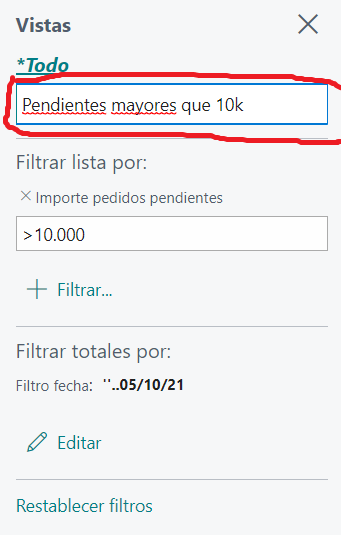 Vistas
*Todo
Pendientes mayores que 10k
Filtrar lista por:
× Importe pedidos pendientes
>10.000
+ Filtrar...
Filtrar totales por:
Filtro fecha: ''..05/10/21
Editar
Restablecer filtros